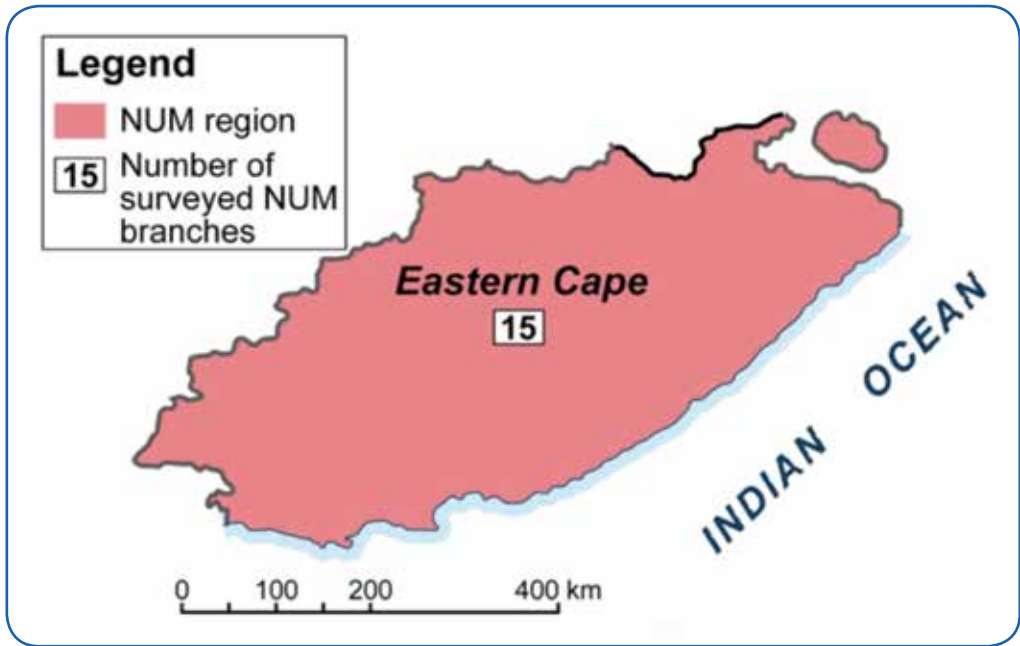 Legend
NUM region
15 Number of
surveyed NUM
branches
Eastern Cape
15
INDIAN OCEAN
0 100 200 400 km